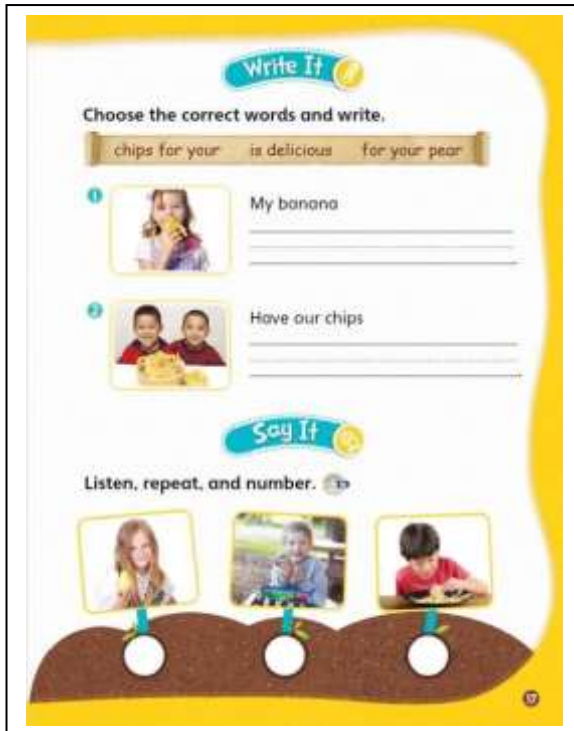 Write It
Choose the correct words and write.
chips for your is delicious for your pear
1
My banana
2
Have our chips
Say It
Listen, repeat, and number.